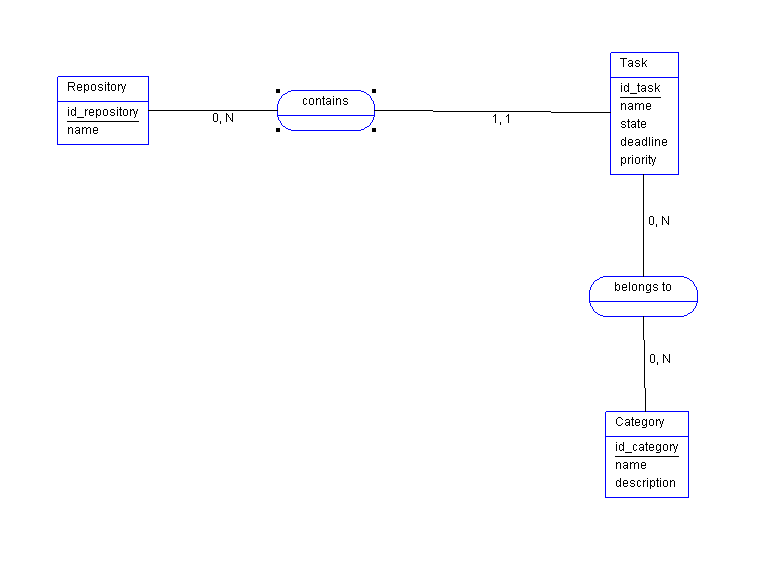 Repository
id_repository
name
0, N
contains
1, 1
Task
id_task
name
state
deadline
priority
0, N
belongs to
0, N
Category
id_category
name
description